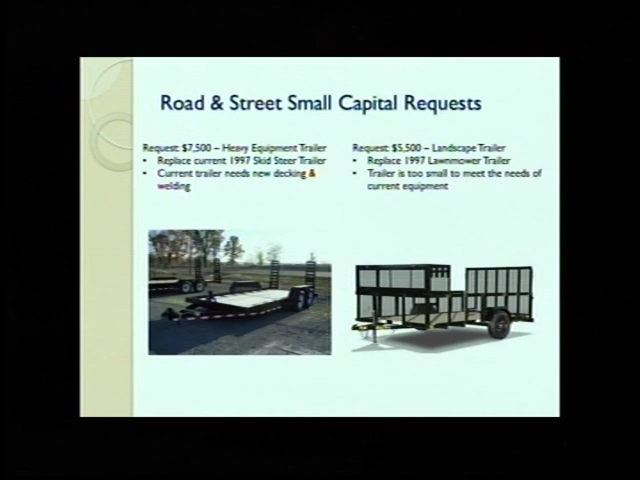 Road & Street Small Capital Requests
Request: $7,500 – Heavy Equipment Trailer
• Replace current 1997 Skid Steer Trailer
• Current trailer needs new decking &
welding
Request: $5,500 – Landscape Trailer
• Replace 1997 Lawnmower Trailer
• Trailer is too small to meet the needs of
current equipment